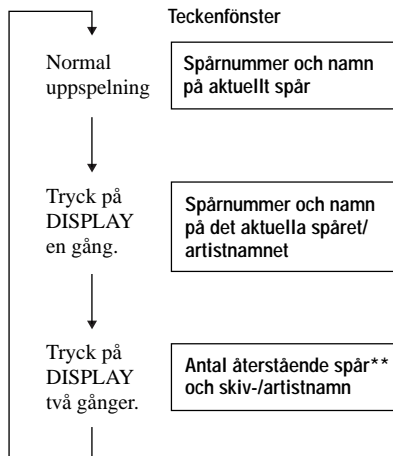 Teckenfönster
Normal
uppspelning
Spårnummer och namn
på aktuellt spår
Tryck på
DISPLAY
en gång.
Spårnummer och namn
på det aktuella spåret/
artistnamnet
Tryck på
DISPLAY
två gånger.
Antal återstående spår**
och skiv-/artistnamn